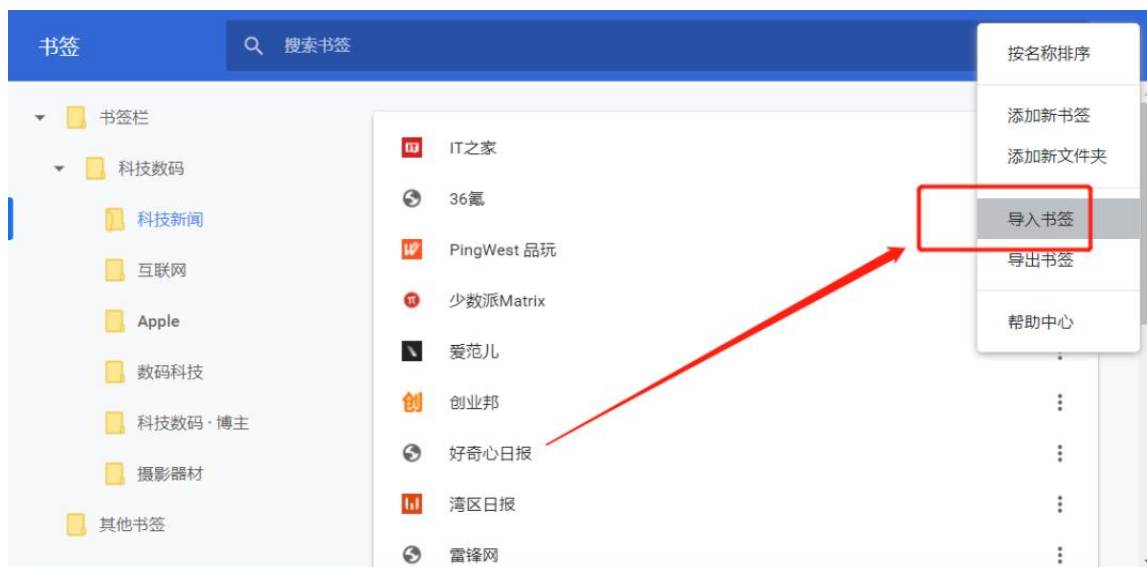 书签
搜索书签
按名称排序
添加新书签
添加新文件夹
导入书签
导出书签
帮助中心
书签栏
科技数码
科技新闻
互联网
Apple
数码科技
科技数码 · 博主
摄影器材
其他书签
IT之家
36氪
PingWest 品玩
少数派Matrix
爱范儿
创业邦
好奇心日报
湾区日报
雷锋网